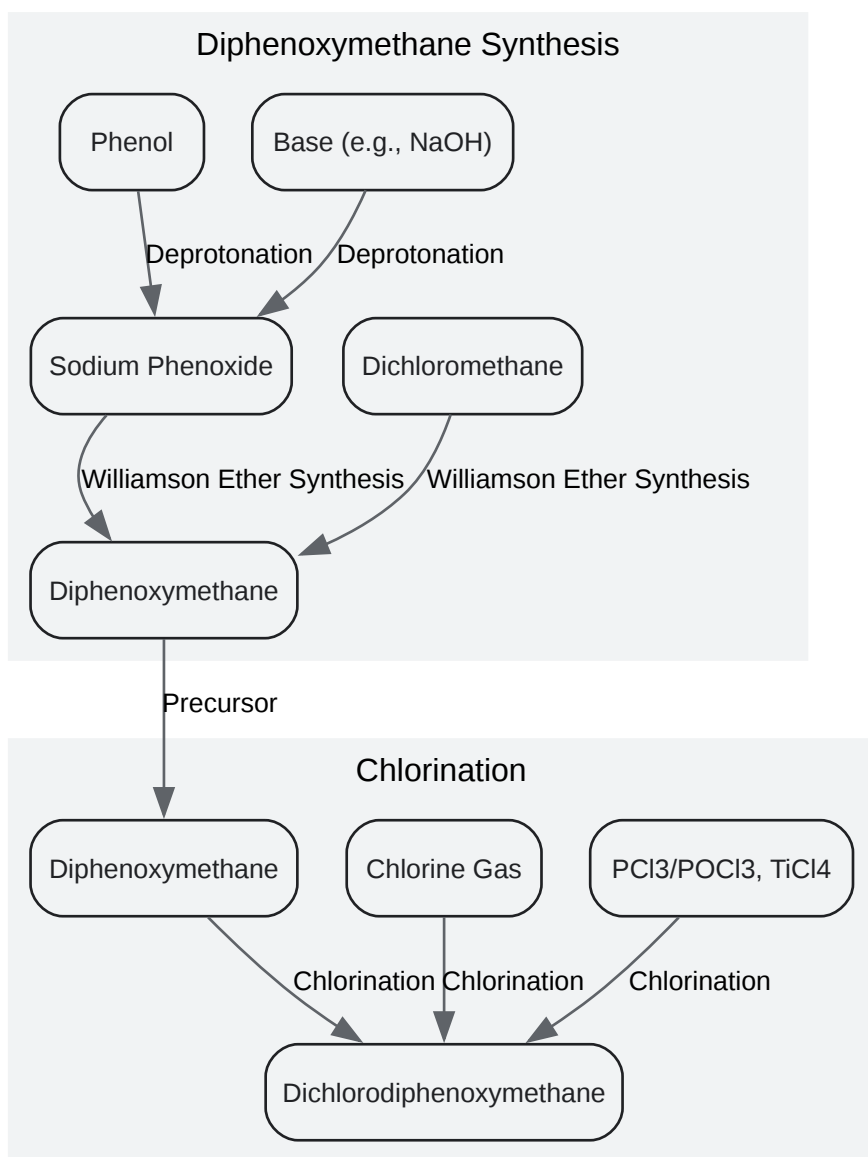 Diphenoxymethane Synthesis
Phenol
Base (e.g., NaOH)
Deprotonation
Deprotonation
Sodium Phenoxide
Dichloromethane
Williamson Ether Synthesis
Williamson Ether Synthesis
Diphenoxymethane
Precursor
Chlorination
Diphenoxymethane
Chlorine Gas
PCl3/POCl3, TiCl4
Chlorination
Chlorination
Chlorination
Dichlorodiphenoxymethane